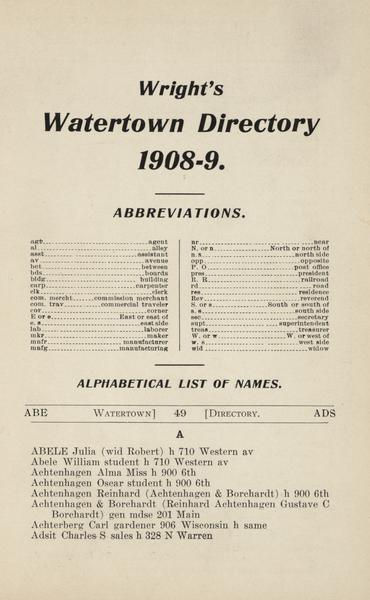 Wright's
Watertown Directory
1908-9.
ABBREVIATIONS.
agt.....agent
al.....alley
asst.....assistant
av.....avenue
bet.....between
bds.....boards
bldg.....building
carp.....carpenter
clk.....clerk
com. mercht.....commission merchant
com. trav.....commercial traveler
cor.....corner
E or e.....East or east of
e. s.....east side
lab.....laborer
mkr.....maker
mnfr.....manufacturer
mnfg.....manufacturing
nr.....near
N. or n.....North or north of
n. s.....north side
opp.....opposite
P. O.....post office
pres.....president
R. R.....railroad
rd.....road
res.....residence
Rev.....reverend
S. or s.....South or south of
s. s.....south side
sec.....secretary
supt.....superintendent
treas.....treasurer
W. or w.....W. or west of
w. s.....west side
wid.....widow
ALPHABETICAL LIST OF NAMES.
ABE WATERTOWN] 49 [DIRECTORY. ADS
A
ABELE Julia (wid Robert) h 710 Western av
Abele William student h 710 Western av
Achtenhagen Alma Miss h 900 6th
Achtenhagen Oscar student h 900 6th
Achtenhagen Reinhard (Achtenhagen & Borchardt) h 900 6th
Achtenhagen & Borchardt (Reinhard Achtenhagen Gustave C
Borchardt) gen mdse 201 Main
Achterberg Carl gardener 906 Wisconsin h same
Adsit Charles S sales h 328 N Warren